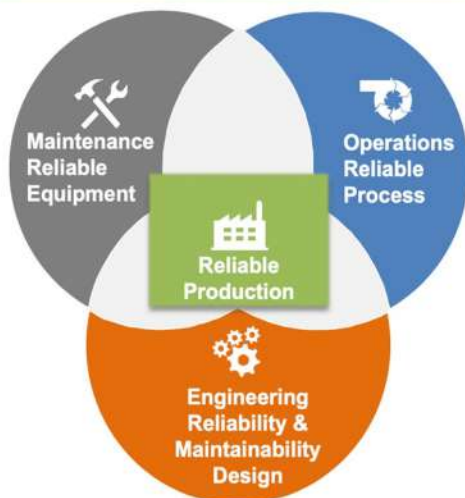 Maintenance
Reliable
Equipment
Operations
Reliable
Process
Reliable
Production
Engineering
Reliability &
Maintainability
Design